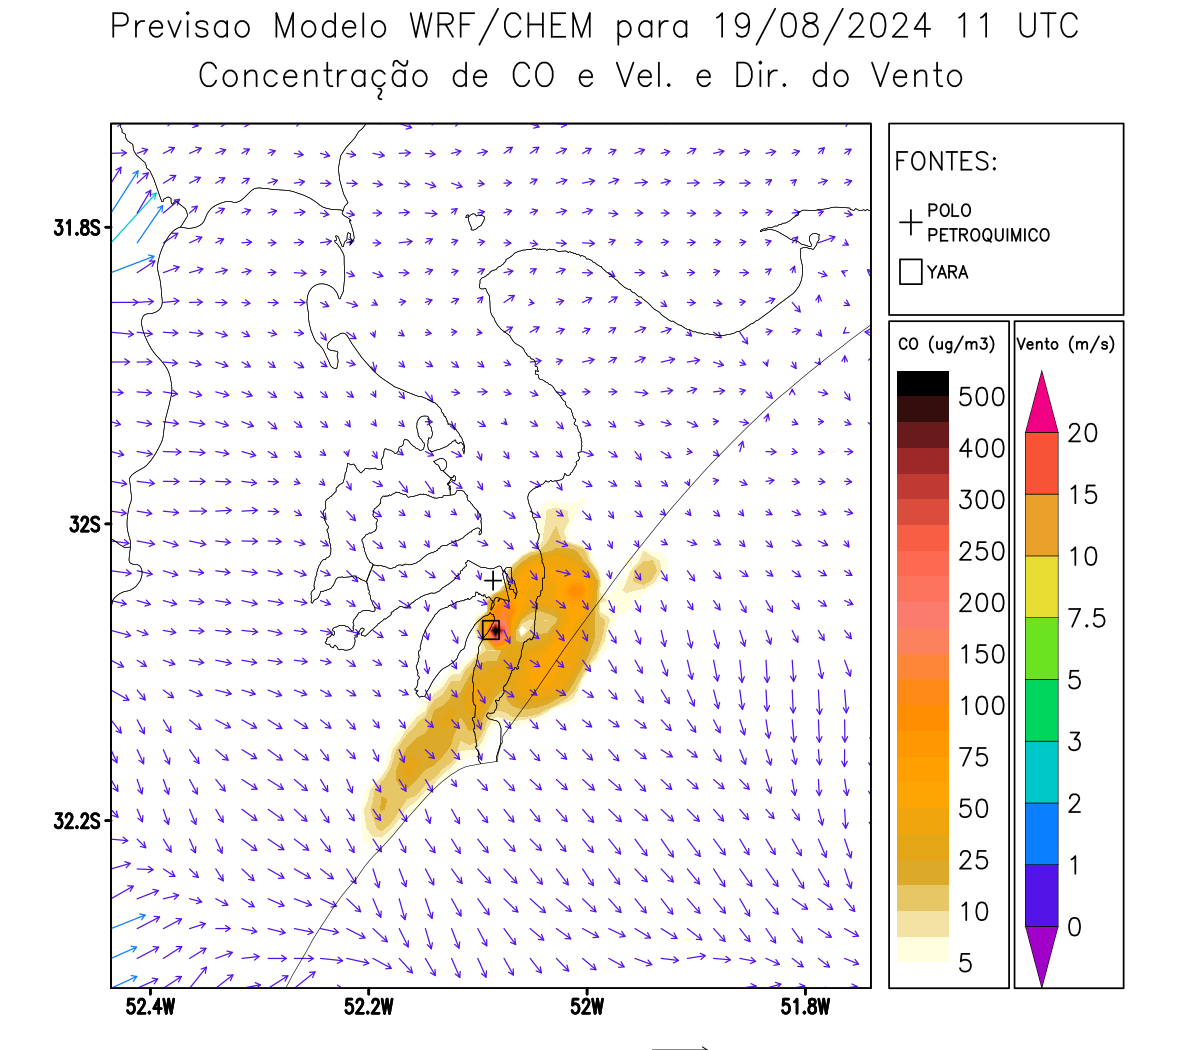 Previsao Modelo WRF/CHEM para 19/08/2024 11 UTC
Concentração de CO e Vel. e Dir. do Vento
FONTES:
POLO
PETROQUIMICO
YARA
CO (ug/m3)
500
400
300
250
200
150
100
75
50
25
10
5
Vento (m/s)
20
15
10
7.5
5
3
2
1
0
31.8S
32S
32.2S
52.4W 52.2W 52W 51.8W